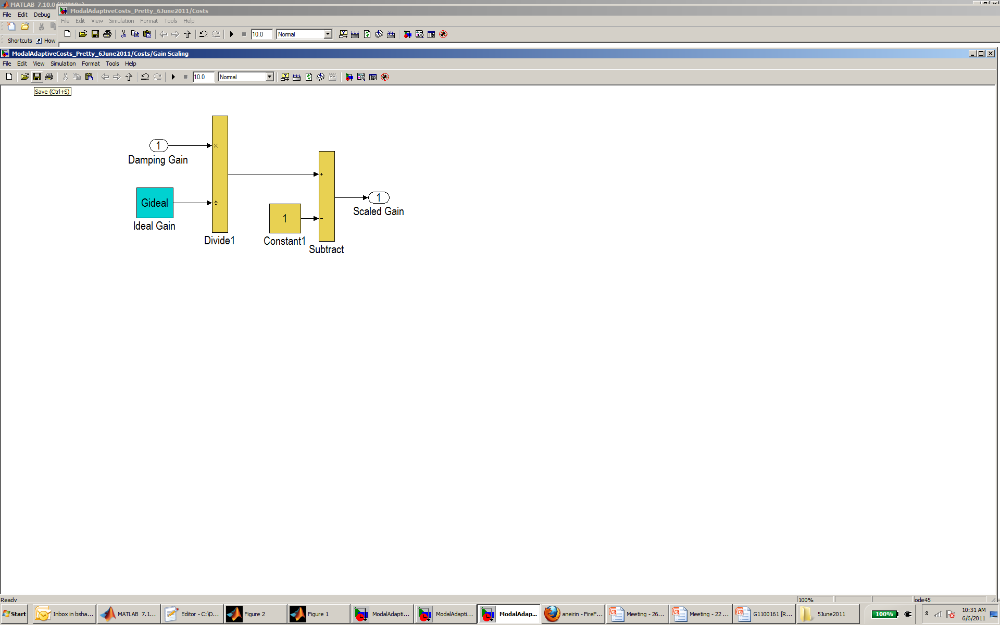 MATLAB 7.10.0
ModalAdaptiveCosts_Pretty_6June2011/Costs
File Edit Debug
File Edit View Simulation Format Tools Help
10.0 Normal
Shortcuts How
ModalAdaptiveCosts_Pretty_6June2011/Costs/Gain Scaling
File Edit View Simulation Format Tools Help
10.0 Normal
Save (Ctrl+S)
1
Damping Gain
×
+
Gideal
÷
Ideal Gain
1
Scaled Gain
1
-
Divide1
Constant1
Subtract
Ready
100%
ode45
Start
Inbox in bsha...
MATLAB 7.1...
Editor - C:\D...
Figure 2
Figure 1
ModalAdapti...
ModalAdapti...
ModalAdap...
aneirin - FireF...
Meeting - 26...
Meeting - 22 ...
G1100161 [R...
5June2011
100%
10:31 AM
6/6/2011